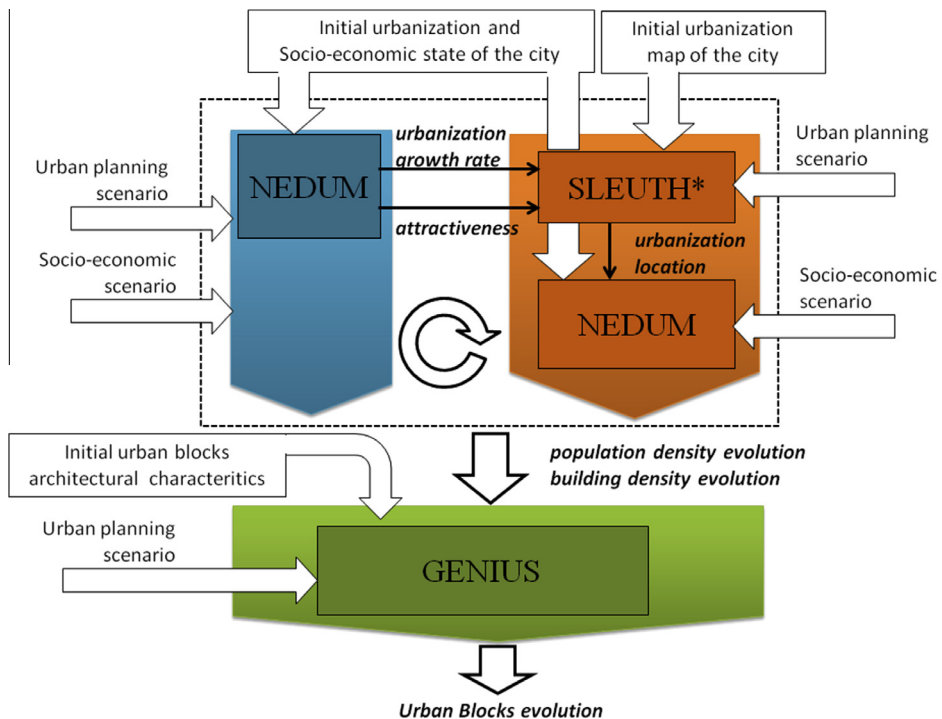 Initial urbanization and
Socio-economic state of the city
Initial urbanization
map of the city
Urban planning
scenario
Socio-economic
scenario
NEDUM
urbanization
growth rate
attractiveness
SLEUTH*
urbanization
location
NEDUM
Urban planning
scenario
Socio-economic
scenario
population density evolution
building density evolution
Initial urban blocks
architectural characteritics
Urban planning
scenario
GENIUS
Urban Blocks evolution